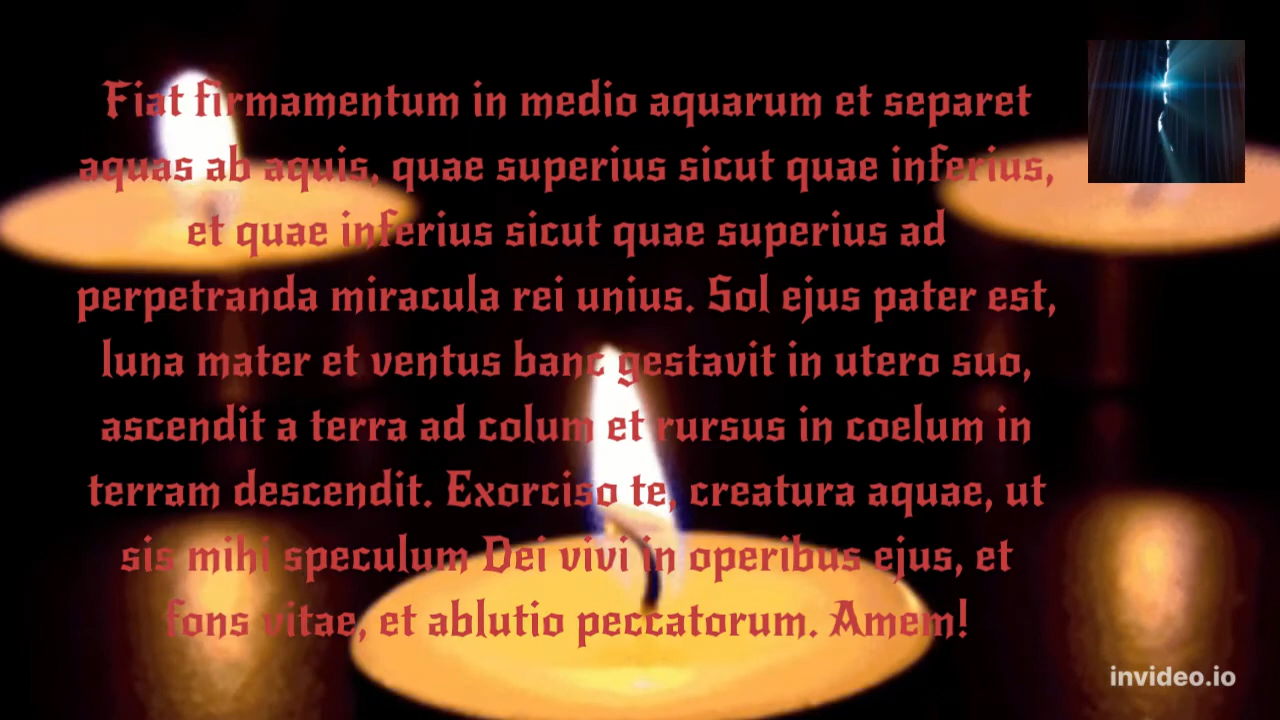 Fiat firmamentum in medio aquarum et separet
aquas ab aquis, quae superius sicut quae inferius,
et quae inferius sicut quae superius ad
perpetranda miracula rei unius. Sol ejus pater est,
luna mater et ventus banc gestavit in utero suo,
ascendit a terra ad colum et rursus in coelum in
terram descendit. Exorciso te, creatura aquae, ut
sis mihi speculum Dei vivi in operibus ejus, et
fons vitae, et ablutio peccatorum. Amem!
invideo.io